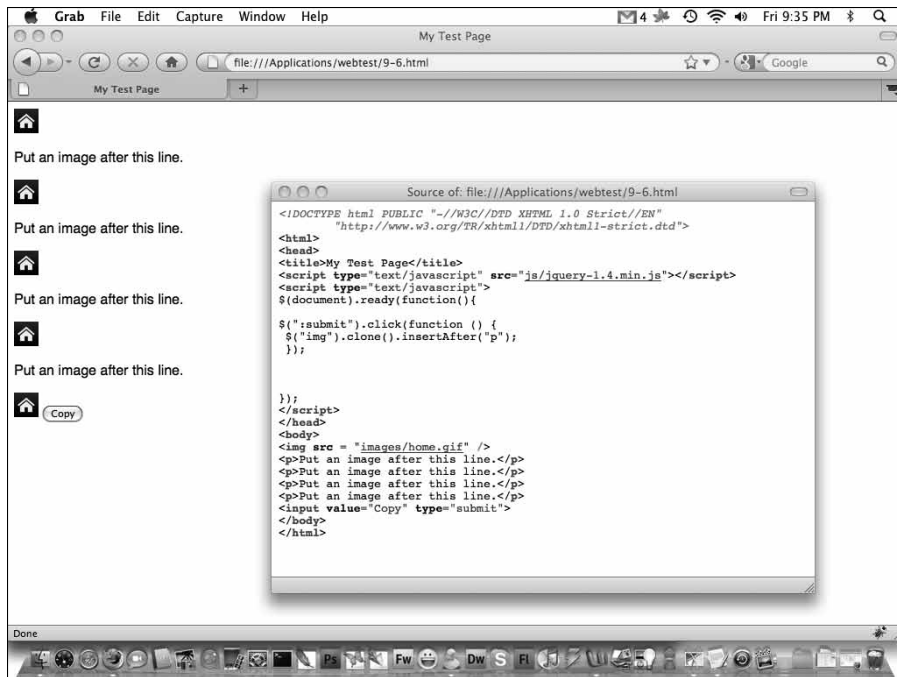 Grab File Edit Capture Window Help 4 Fri 9:35 PM
My Test Page
file:///Applications/webtest/9-6.html Google
My Test Page +
Put an image after this line.
Put an image after this line.
Put an image after this line.
Put an image after this line.
Copy
Source of: file:///Applications/webtest/9-6.html
<!DOCTYPE html PUBLIC "-//W3C//DTD XHTML 1.0 Strict//EN"
"http://www.w3.org/TR/xhtml1/DTD/xhtml1-strict.dtd">
<html>
<head>
<title>My Test Page</title>
<script type="text/javascript" src="js/jquery-1.4.min.js"></script>
<script type="text/javascript">
$(document).ready(function(){
$(":submit").click(function () {
$("img").clone().insertAfter("p");
});
});
</script>
</head>
<body>
<img src = "images/home.gif" />
<p>Put an image after this line.</p>
<p>Put an image after this line.</p>
<p>Put an image after this line.</p>
<p>Put an image after this line.</p>
<input value="Copy" type="submit">
</body>
</html>
Done
Ps Fw Dw S Fl